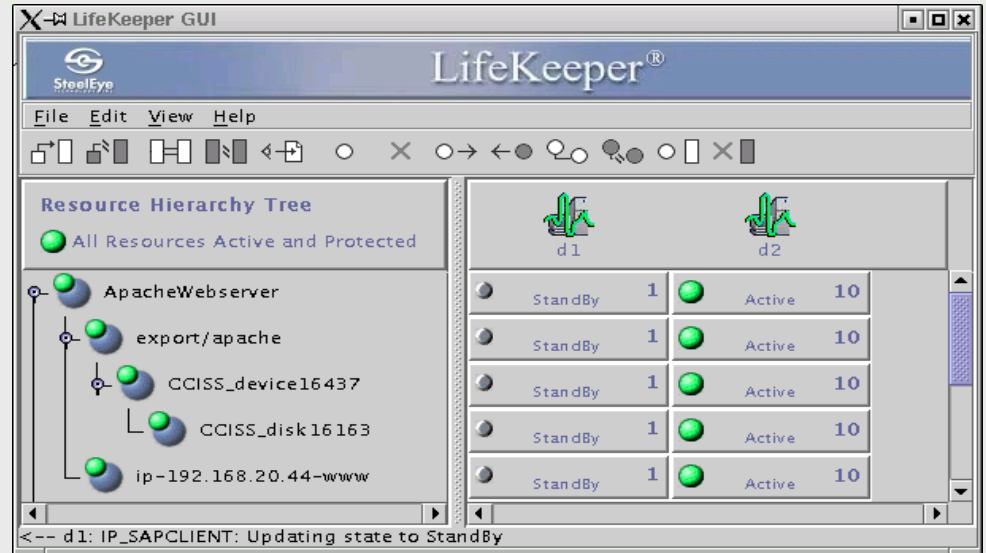 LifeKeeper GUI
SteelEye
LifeKeeper®
File Edit View Help
Resource Hierarchy Tree
All Resources Active and Protected
d1 d2
ApacheWebserver StandBy 1 Active 10
export/apache StandBy 1 Active 10
CCISS_device16437 StandBy 1 Active 10
CCISS_disk16163 StandBy 1 Active 10
ip-192.168.20.44-www StandBy 1 Active 10
<-- d1: IP_SAPCLIENT: Updating state to StandBy